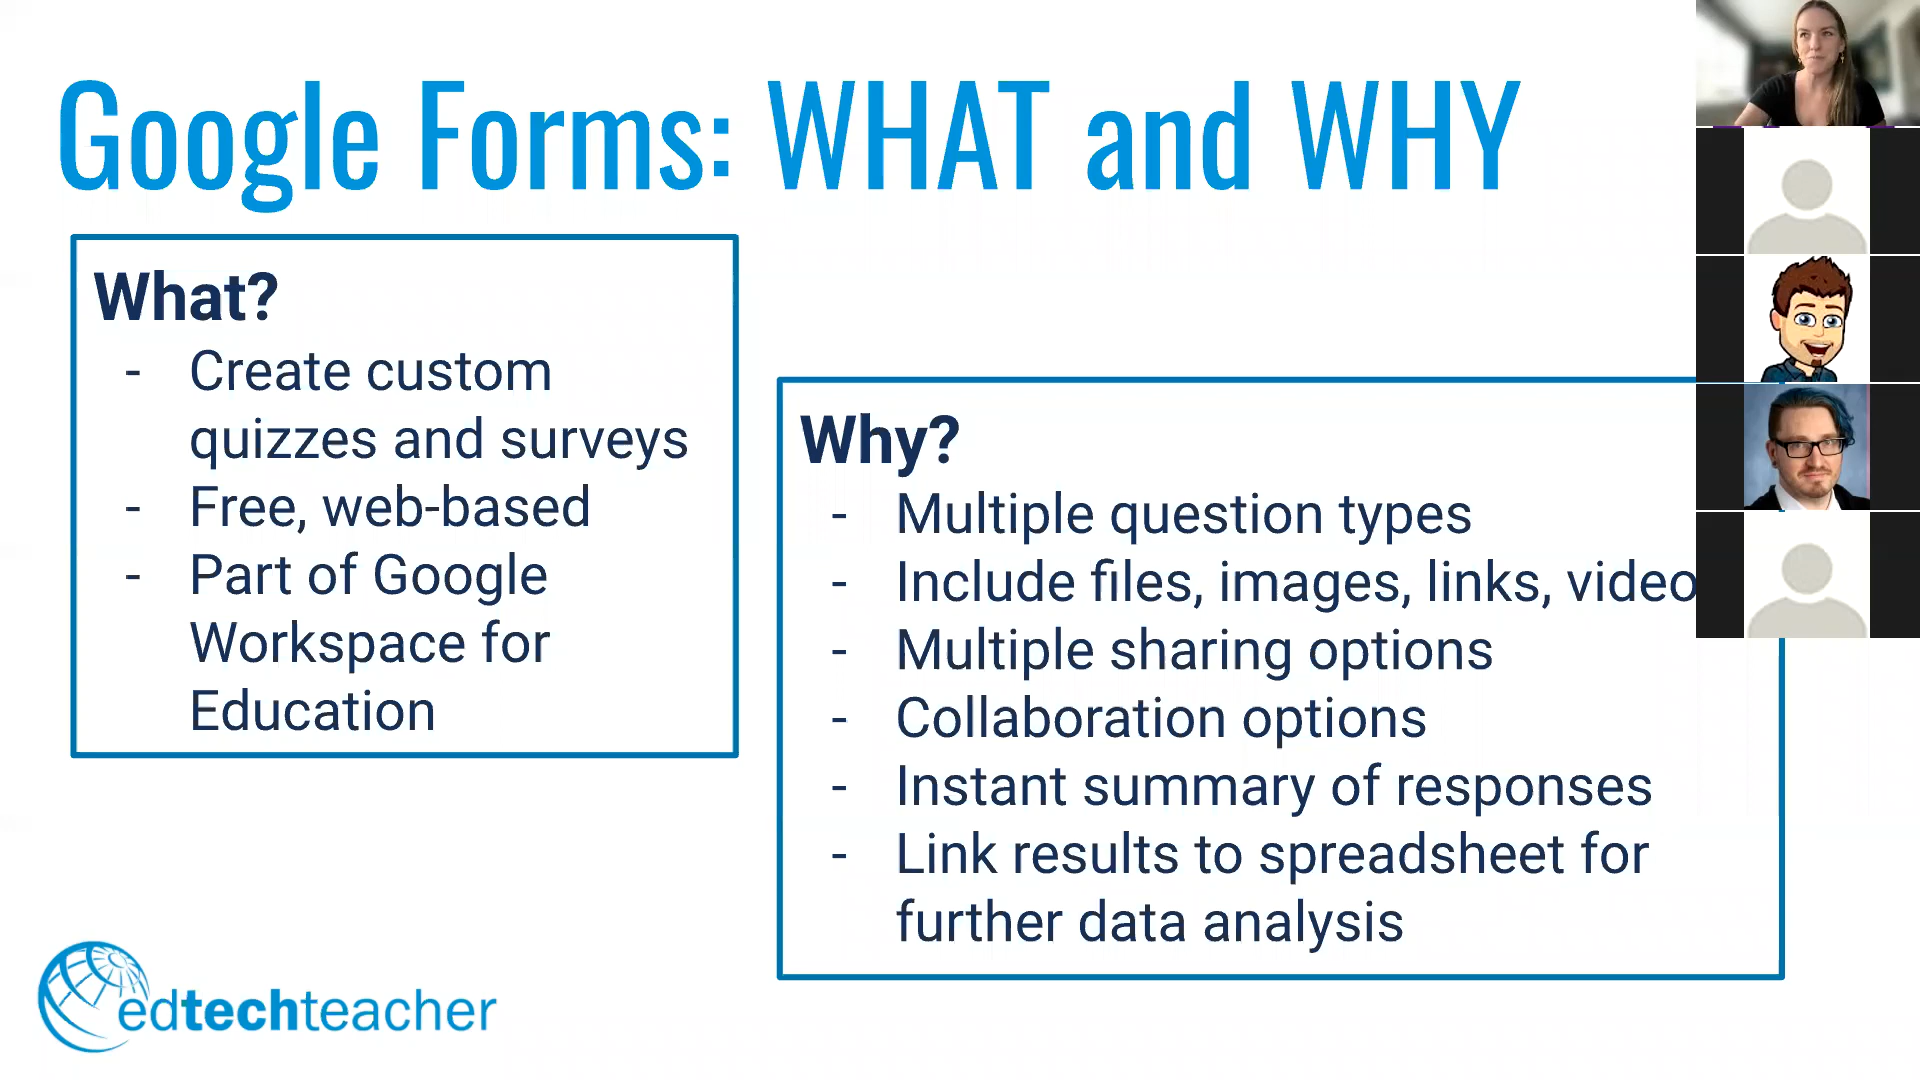 Google Forms: WHAT and WHY
What?
- Create custom
quizzes and surveys
- Free, web-based
- Part of Google
Workspace for
Education
Why?
- Multiple question types
- Include files, images, links, video
- Multiple sharing options
- Collaboration options
- Instant summary of responses
- Link results to spreadsheet for
further data analysis
edtechteacher